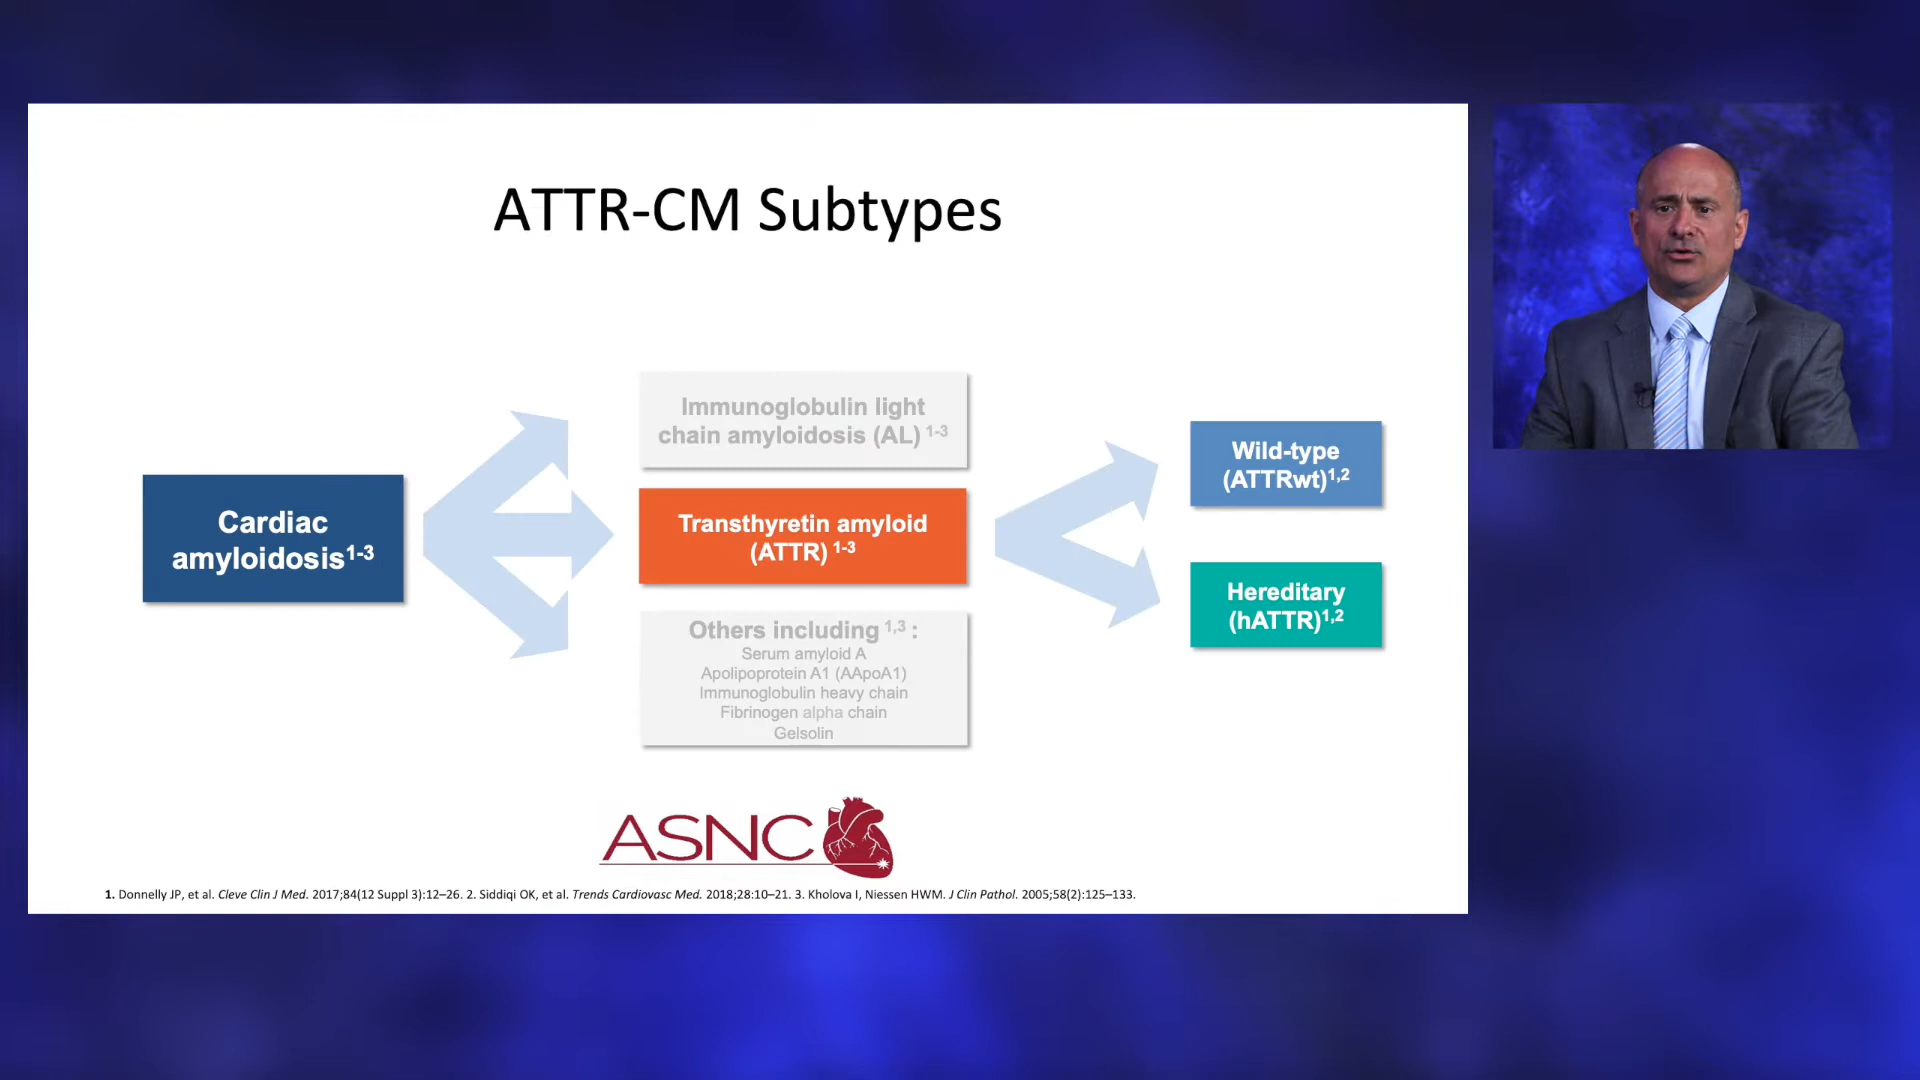 ATTR-CM Subtypes
Cardiac
amyloidosis1-3
Immunoglobulin light
chain amyloidosis (AL) 1-3
Transthyretin amyloid
(ATTR) 1-3
Others including 1,3 :
Serum amyloid A
Apolipoprotein A1 (AApoA1)
Immunoglobulin heavy chain
Fibrinogen alpha chain
Gelsolin
Wild-type
(ATTRwt)1,2
Hereditary
(hATTR)1,2
ASNC
1. Donnelly JP, et al. Cleve Clin J Med. 2017;84(12 Suppl 3):12–26. 2. Siddiqi OK, et al. Trends Cardiovasc Med. 2018;28:10–21. 3. Kholova I, Niessen HWM. J Clin Pathol. 2005;58(2):125–133.